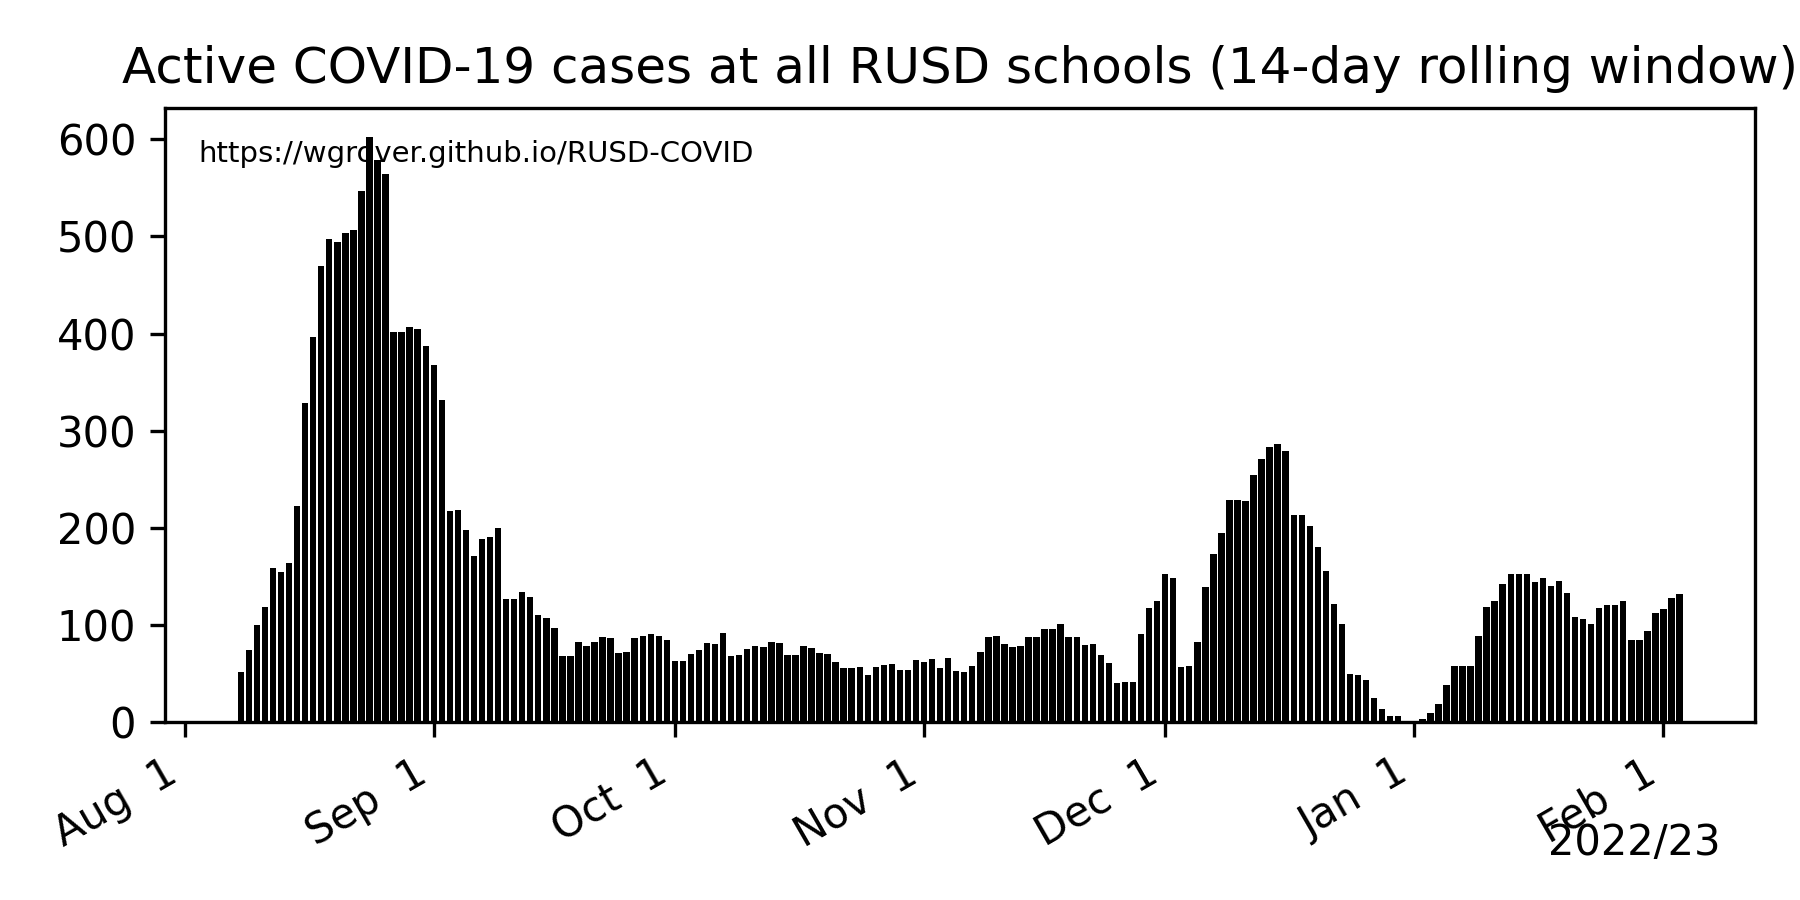 Active COVID-19 cases at all RUSD schools (14-day rolling window)
https://wgrover.github.io/RUSD-COVID
600
500
400
300
200
100
0
Aug 1
Sep 1
Oct 1
Nov 1
Dec 1
Jan 1
Feb 1
2022/23